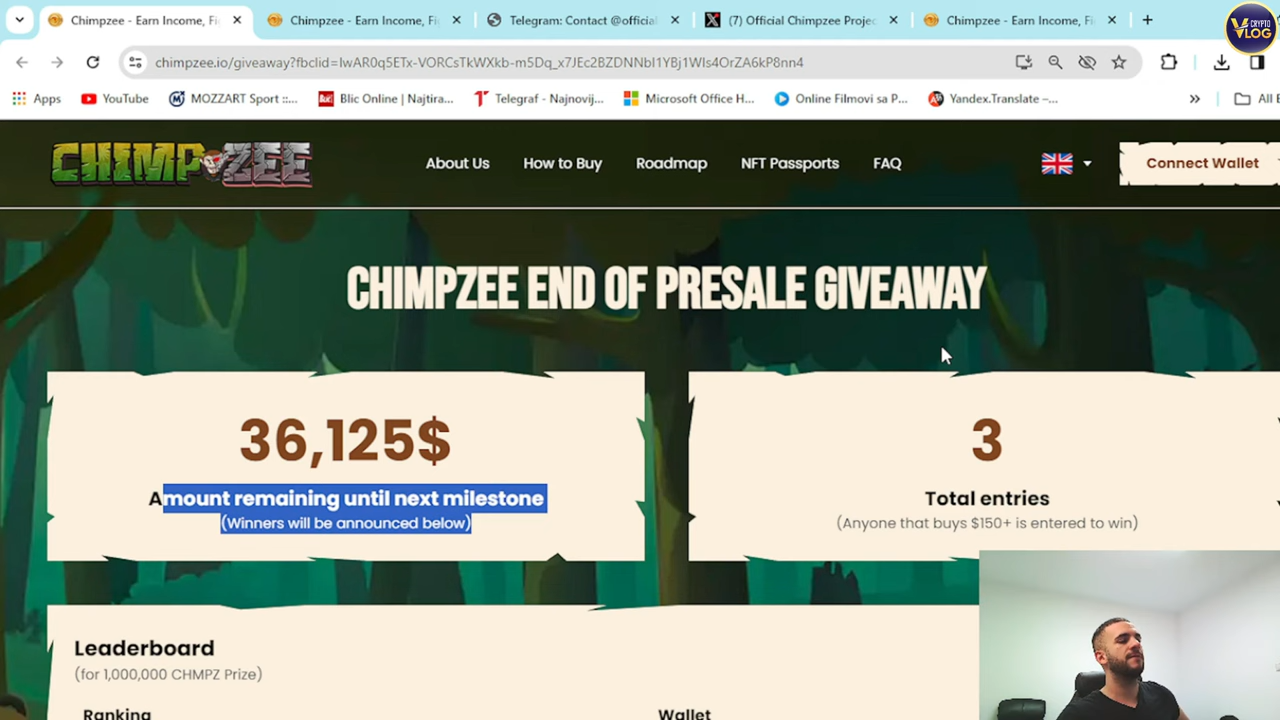 Chimpzee - Earn Income, Fi
Chimpzee - Earn Income, Fi
Telegram: Contact @official
(7) Official Chimpzee Projec
Chimpzee - Earn Income, Fi
CRYPTO
VLOG
chimpzee.io/giveaway?fbclid=IwAR0q5ETx-VORCsTkWXkb-m5Dq_x7JEc2BZDNNbI1YBj1WIs4OrZA6kP8nn4
Apps
YouTube
MOZZART Sport ::...
Blic Online | Najtira...
Telegraf - Najnovij...
Microsoft Office H...
Online Filmovi sa P...
Yandex.Translate –...
»
All B
CHIMPZEE
About Us
How to Buy
Roadmap
NFT Passports
FAQ
Connect Wallet
CHIMPZEE END OF PRESALE GIVEAWAY
36,125$
Amount remaining until next milestone
(Winners will be announced below)
3
Total entries
(Anyone that buys $150+ is entered to win)
Leaderboard
(for 1,000,000 CHMPZ Prize)
Ranking
Wallet